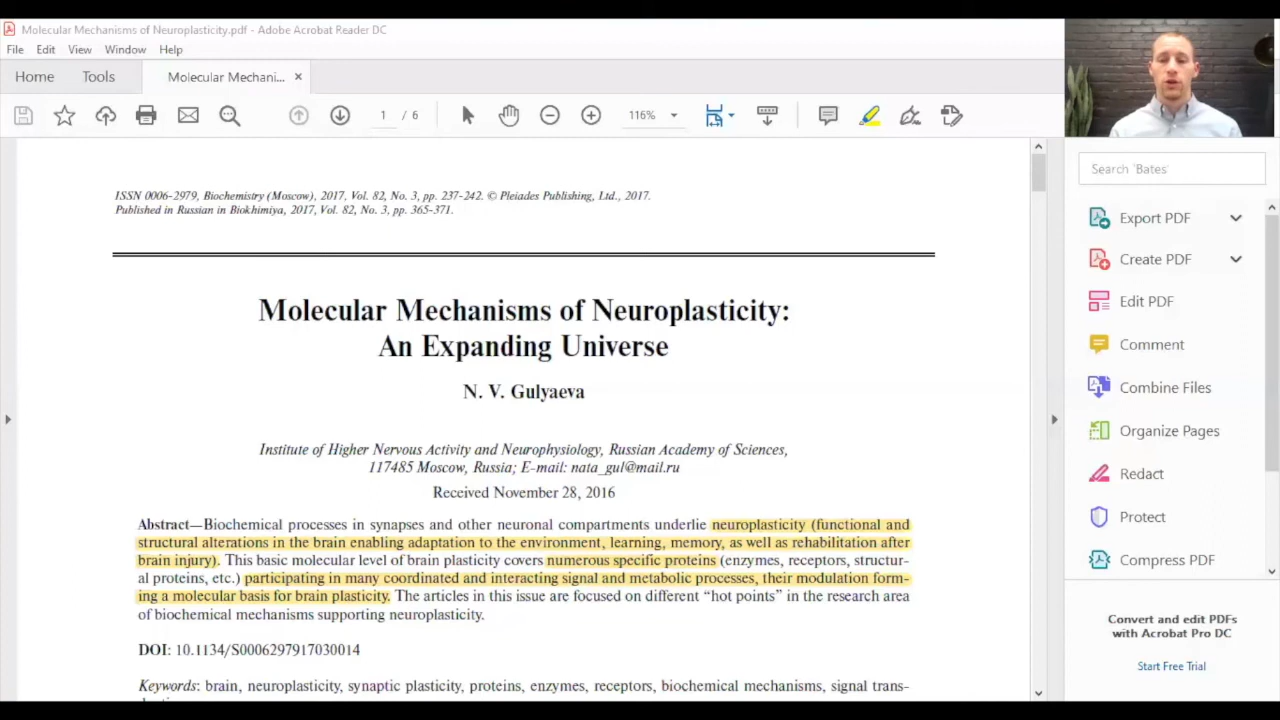 Molecular Mechanisms of Neuroplasticity.pdf - Adobe Acrobat Reader DC
File Edit View Window Help
Home Tools Molecular Mechani... ×
1 / 6 116%
ISSN 0006-2979, Biochemistry (Moscow), 2017, Vol. 82, No. 3, pp. 237-242. © Pleiades Publishing, Ltd., 2017.
Published in Russian in Biokhimiya, 2017, Vol. 82, No. 3, pp. 365-371.
Molecular Mechanisms of Neuroplasticity:
An Expanding Universe
N. V. Gulyaeva
Institute of Higher Nervous Activity and Neurophysiology, Russian Academy of Sciences,
117485 Moscow, Russia; E-mail: nata_gul@mail.ru
Received November 28, 2016
Abstract—Biochemical processes in synapses and other neuronal compartments underlie neuroplasticity (functional and
structural alterations in the brain enabling adaptation to the environment, learning, memory, as well as rehabilitation after
brain injury). This basic molecular level of brain plasticity covers numerous specific proteins (enzymes, receptors, structur-
al proteins, etc.) participating in many coordinated and interacting signal and metabolic processes, their modulation form-
ing a molecular basis for brain plasticity. The articles in this issue are focused on different “hot points” in the research area
of biochemical mechanisms supporting neuroplasticity.
DOI: 10.1134/S0006297917030014
Keywords: brain, neuroplasticity, synaptic plasticity, proteins, enzymes, receptors, biochemical mechanisms, signal trans-
Search 'Bates'
Export PDF
Create PDF
Edit PDF
Comment
Combine Files
Organize Pages
Redact
Protect
Compress PDF
Convert and edit PDFs
with Acrobat Pro DC
Start Free Trial